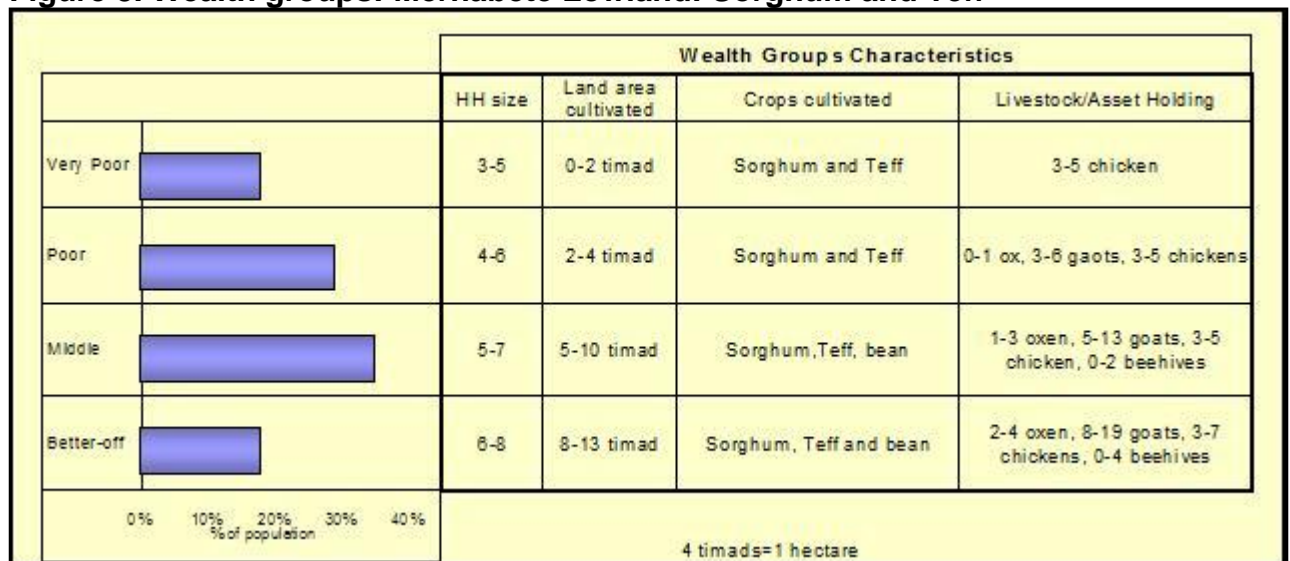 Figure Wealth groups: Lowland: Sorghum and Teff
Wealth Groups Characteristics
HH size
Land area
cultivated
Crops cultivated
Livestock/Asset Holding
Very Poor
3-5
0-2 timad
Sorghum and Teff
3-5 chicken
Poor
4-6
2-4 timad
Sorghum and Teff
0-1 ox, 3-6 gaots, 3-5 chickens
Middle
5-7
5-10 timad
Sorghum,Teff, bean
1-3 oxen, 5-13 goats, 3-5
chicken, 0-2 beehives
Better-off
6-8
8-13 timad
Sorghum, Teff and bean
2-4 oxen, 8-19 goats, 3-7
chickens, 0-4 beehives
0% 10% 20% 30% 40%
% of population
4 timads=1 hectare